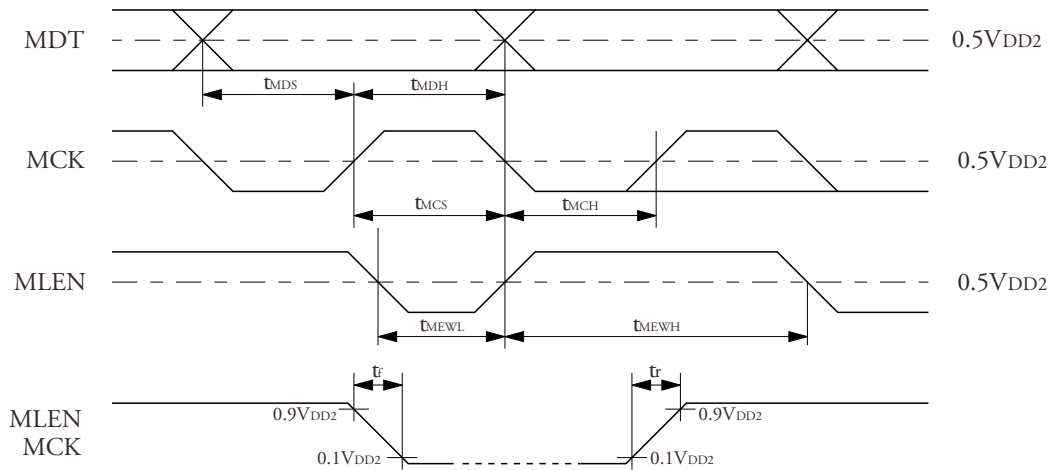 MDT 0.5VDD2
tMDS tMDH
MCK 0.5VDD2
tMCS tMCH
MLEN 0.5VDD2
tMEWL tMEWH
tf tr
MLEN 0.9VDD2 0.9VDD2
MCK 0.1VDD2 0.1VDD2